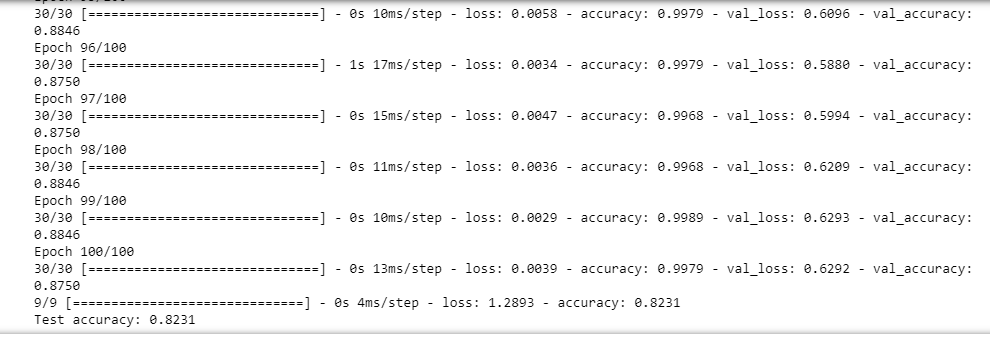 30/30 [==============================] - 0s 10ms/step - loss: 0.0058 - accuracy: 0.9979 - val_loss: 0.6096 - val_accuracy:
0.8846
Epoch 96/100
30/30 [==============================] - 1s 17ms/step - loss: 0.0034 - accuracy: 0.9979 - val_loss: 0.5880 - val_accuracy:
0.8750
Epoch 97/100
30/30 [==============================] - 0s 15ms/step - loss: 0.0047 - accuracy: 0.9968 - val_loss: 0.5994 - val_accuracy:
0.8750
Epoch 98/100
30/30 [==============================] - 0s 11ms/step - loss: 0.0036 - accuracy: 0.9968 - val_loss: 0.6209 - val_accuracy:
0.8846
Epoch 99/100
30/30 [==============================] - 0s 10ms/step - loss: 0.0029 - accuracy: 0.9989 - val_loss: 0.6293 - val_accuracy:
0.8846
Epoch 100/100
30/30 [==============================] - 0s 13ms/step - loss: 0.0039 - accuracy: 0.9979 - val_loss: 0.6292 - val_accuracy:
0.8750
9/9 [==============================] - 0s 4ms/step - loss: 1.2893 - accuracy: 0.8231
Test accuracy: 0.8231